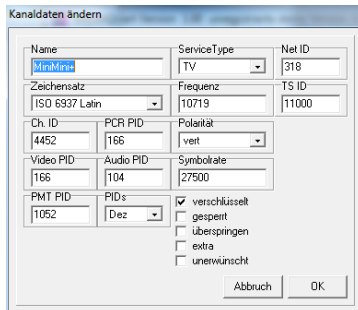 Kanaldaten ändern
Name ServiceType Net ID
MiniMini+ TV 318
Zeichensatz Frequenz TS ID
ISO 6937 Latin 10719 11000
Ch. ID PCR PID Polarität
4452 166 vert
Video PID Audio PID Symbolrate
166 104 27500
PMT PID PIDs
1052 Dez
verschlüsselt
gesperrt
überspringen
extra
unerwünscht
Abbruch OK